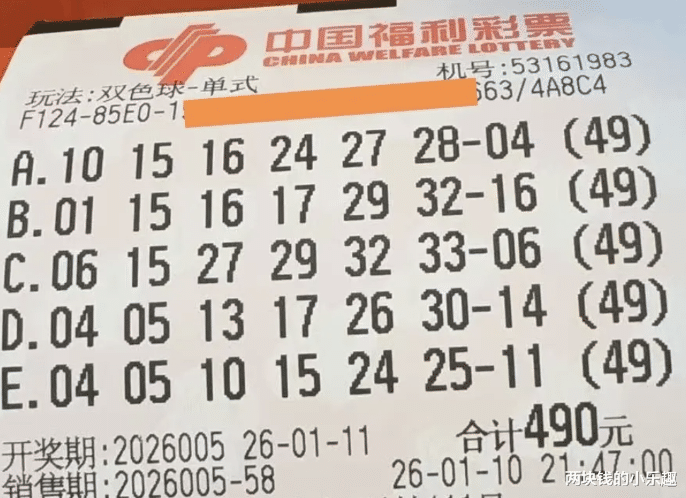 中国福利彩票
CHINA WELFARE LOTTERY
玩法:双色球-单式 机号:53161983
F124-85E0-1 663/4A8C4
A.10 15 16 24 27 28-04 (49)
B.01 15 16 17 29 32-16 (49)
C.06 15 27 29 32 33-06 (49)
D.04 05 13 17 26 30-14 (49)
E.04 05 10 15 24 25-11 (49)
开奖期:2026005 26-01-11 合计490元
销售期:2026005-58 26-01-10 21:47:00
两块钱的小乐趣